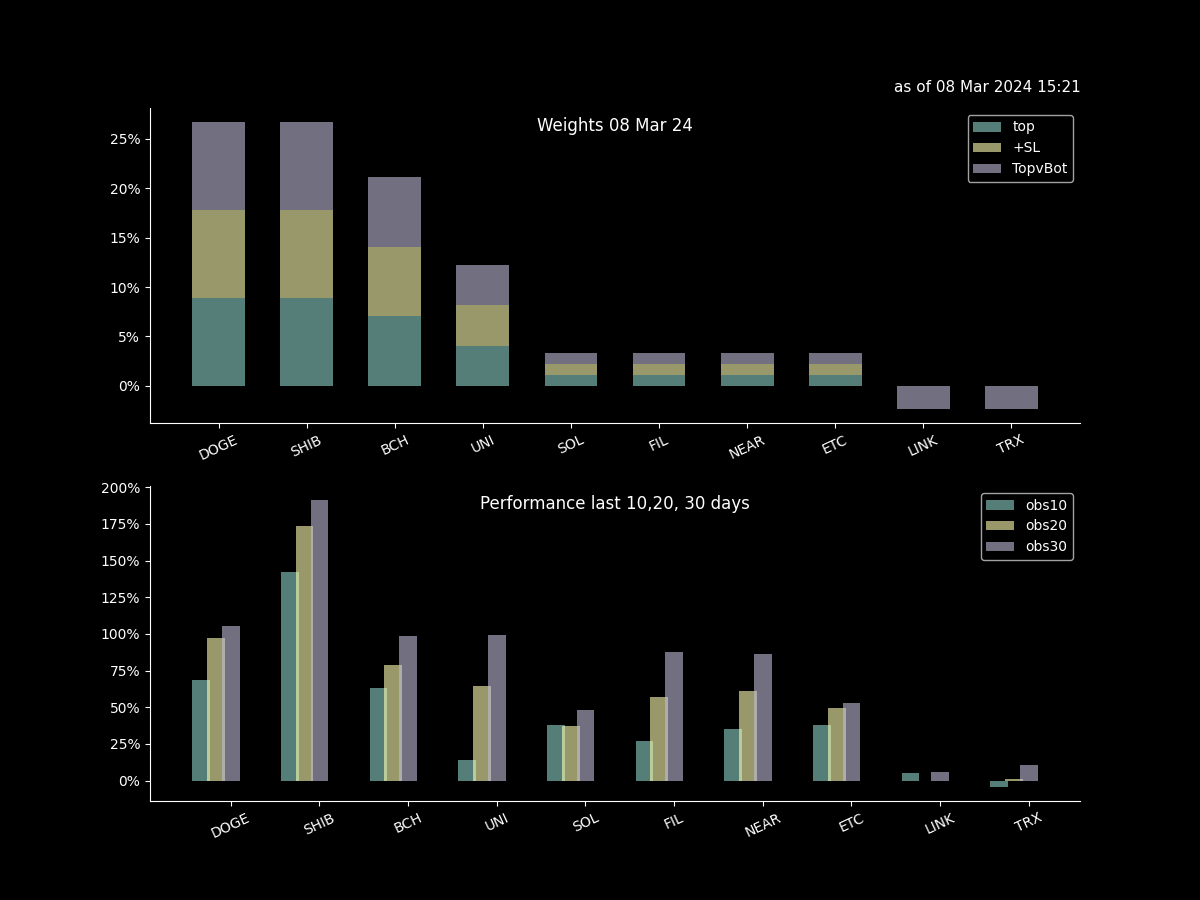 as of 08 Mar 2024 15:21
Weights 08 Mar 24
top
+SL
TopvBot
25%
20%
15%
10%
5%
0%
DOGE SHIB BCH UNI SOL FIL NEAR ETC LINK TRX
Performance last 10,20, 30 days
obs10
obs20
obs30
200%
175%
150%
125%
100%
75%
50%
25%
0%
DOGE SHIB BCH UNI SOL FIL NEAR ETC LINK TRX